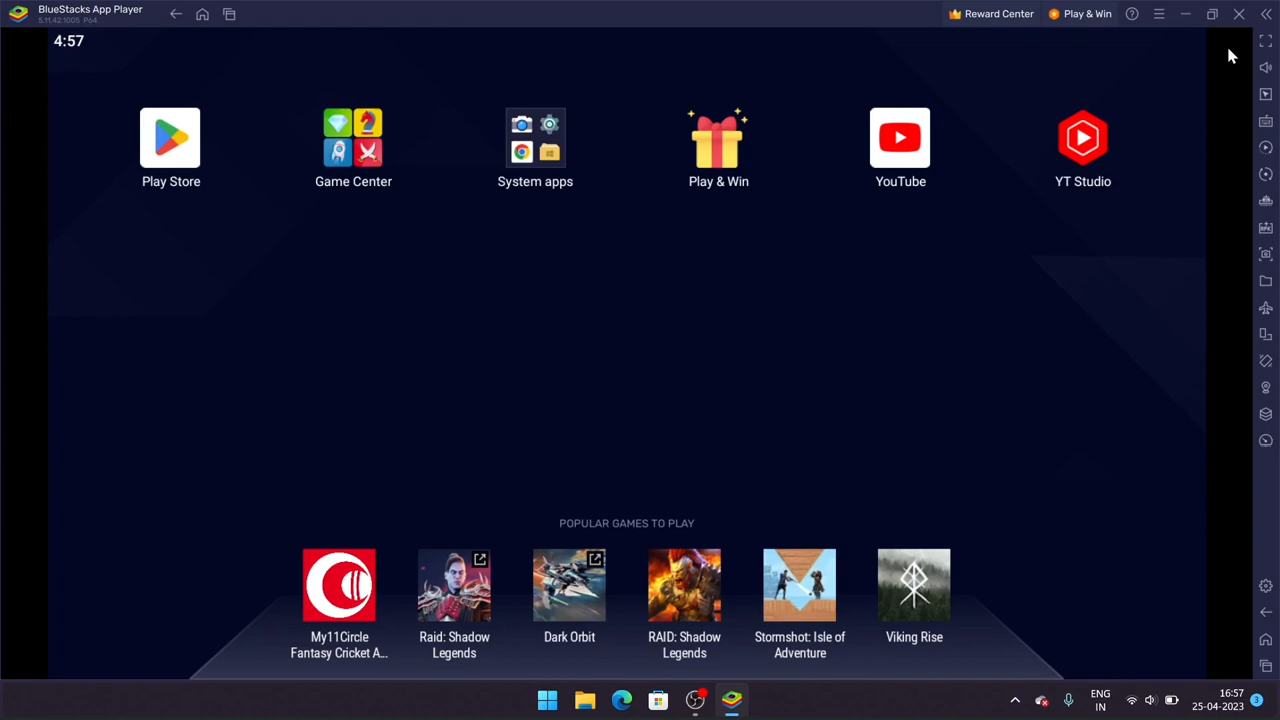 BlueStacks App Player
5.11.42.1005 P64
Reward Center
Play & Win
4:57
Play Store
Game Center
System apps
Play & Win
YouTube
YT Studio
POPULAR GAMES TO PLAY
My11Circle
Fantasy Cricket A...
Raid: Shadow
Legends
Dark Orbit
RAID: Shadow
Legends
Stormshot: Isle of
Adventure
Viking Rise
ENG
IN
16:57
25-04-2023
3